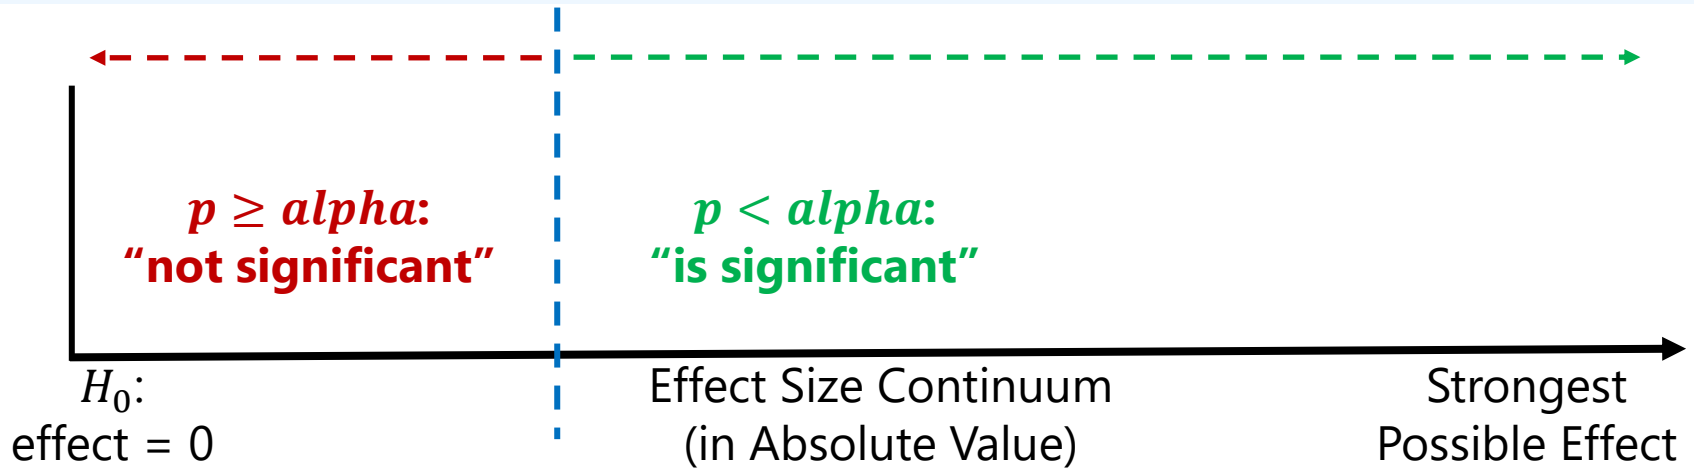 p ≥ alpha:
“not significant”
p < alpha:
“is significant”
H₀:
effect = 0
Effect Size Continuum
(in Absolute Value)
Strongest
Possible Effect